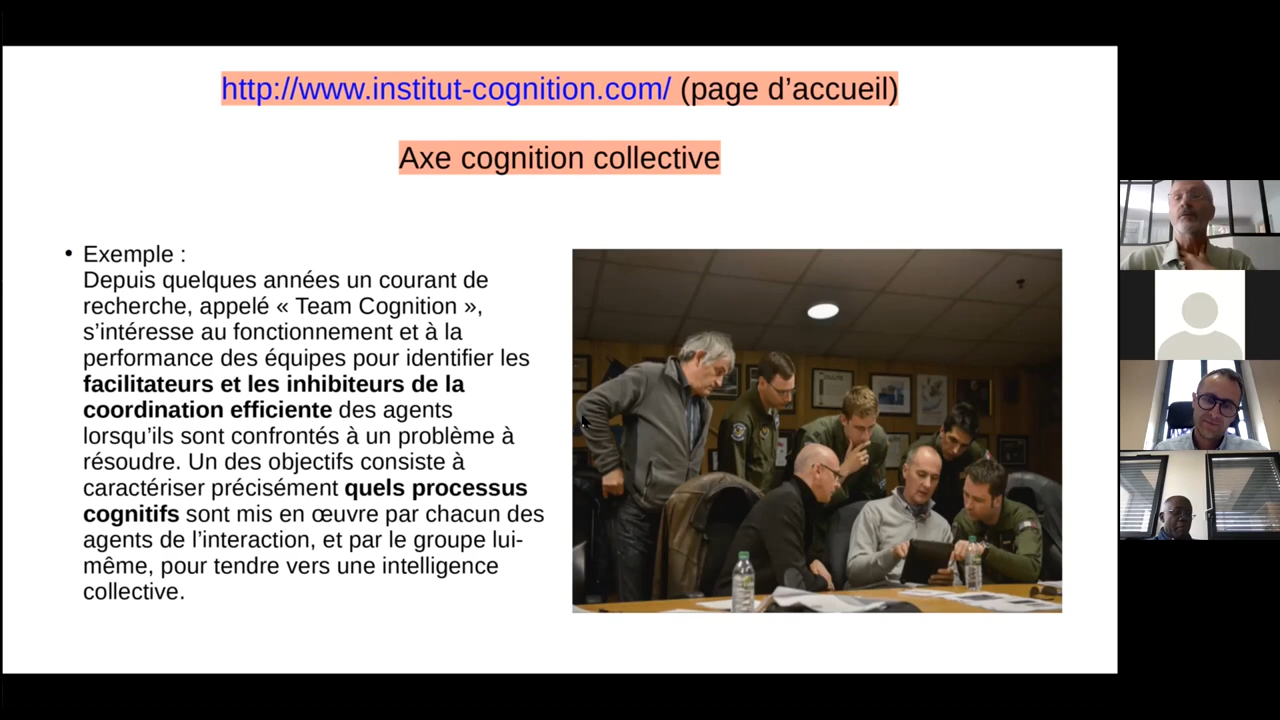 http://www.institut-cognition.com/ (page d’accueil)
Axe cognition collective
• Exemple :
Depuis quelques années un courant de
recherche, appelé « Team Cognition »,
s’intéresse au fonctionnement et à la
performance des équipes pour identifier les
facilitateurs et les inhibiteurs de la
coordination efficiente des agents
lorsqu’ils sont confrontés à un problème à
résoudre. Un des objectifs consiste à
caractériser précisément quels processus
cognitifs sont mis en œuvre par chacun des
agents de l’interaction, et par le groupe lui-
même, pour tendre vers une intelligence
collective.